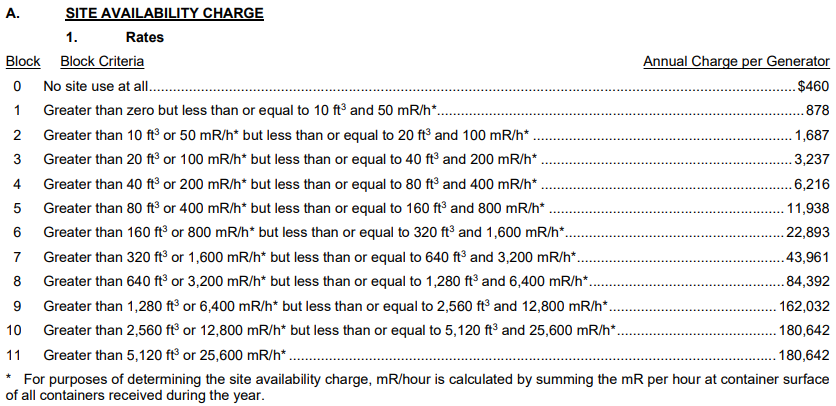 A. SITE AVAILABILITY CHARGE
1. Rates
Block Block Criteria Annual Charge per Generator
0 No site use at all................................................................$460
1 Greater than zero but less than or equal to 10 ft³ and 50 mR/h*................................................................878
2 Greater than 10 ft³ or 50 mR/h* but less than or equal to 20 ft³ and 100 mR/h* ................................................................1,687
3 Greater than 20 ft³ or 100 mR/h* but less than or equal to 40 ft³ and 200 mR/h* ................................................................3,237
4 Greater than 40 ft³ or 200 mR/h* but less than or equal to 80 ft³ and 400 mR/h* ................................................................6,216
5 Greater than 80 ft³ or 400 mR/h* but less than or equal to 160 ft³ and 800 mR/h* ................................................................11,938
6 Greater than 160 ft³ or 800 mR/h* but less than or equal to 320 ft³ and 1,600 mR/h*................................................................22,893
7 Greater than 320 ft³ or 1,600 mR/h* but less than or equal to 640 ft³ and 3,200 mR/h*................................................................43,961
8 Greater than 640 ft³ or 3,200 mR/h* but less than or equal to 1,280 ft³ and 6,400 mR/h*................................................................84,392
9 Greater than 1,280 ft³ or 6,400 mR/h* but less than or equal to 2,560 ft³ and 12,800 mR/h*................................................................162,032
10 Greater than 2,560 ft³ or 12,800 mR/h* but less than or equal to 5,120 ft³ and 25,600 mR/h*................................................................180,642
11 Greater than 5,120 ft³ or 25,600 mR/h* ................................................................180,642
* For purposes of determining the site availability charge, mR/hour is calculated by summing the mR per hour at container surface
of all containers received during the year.